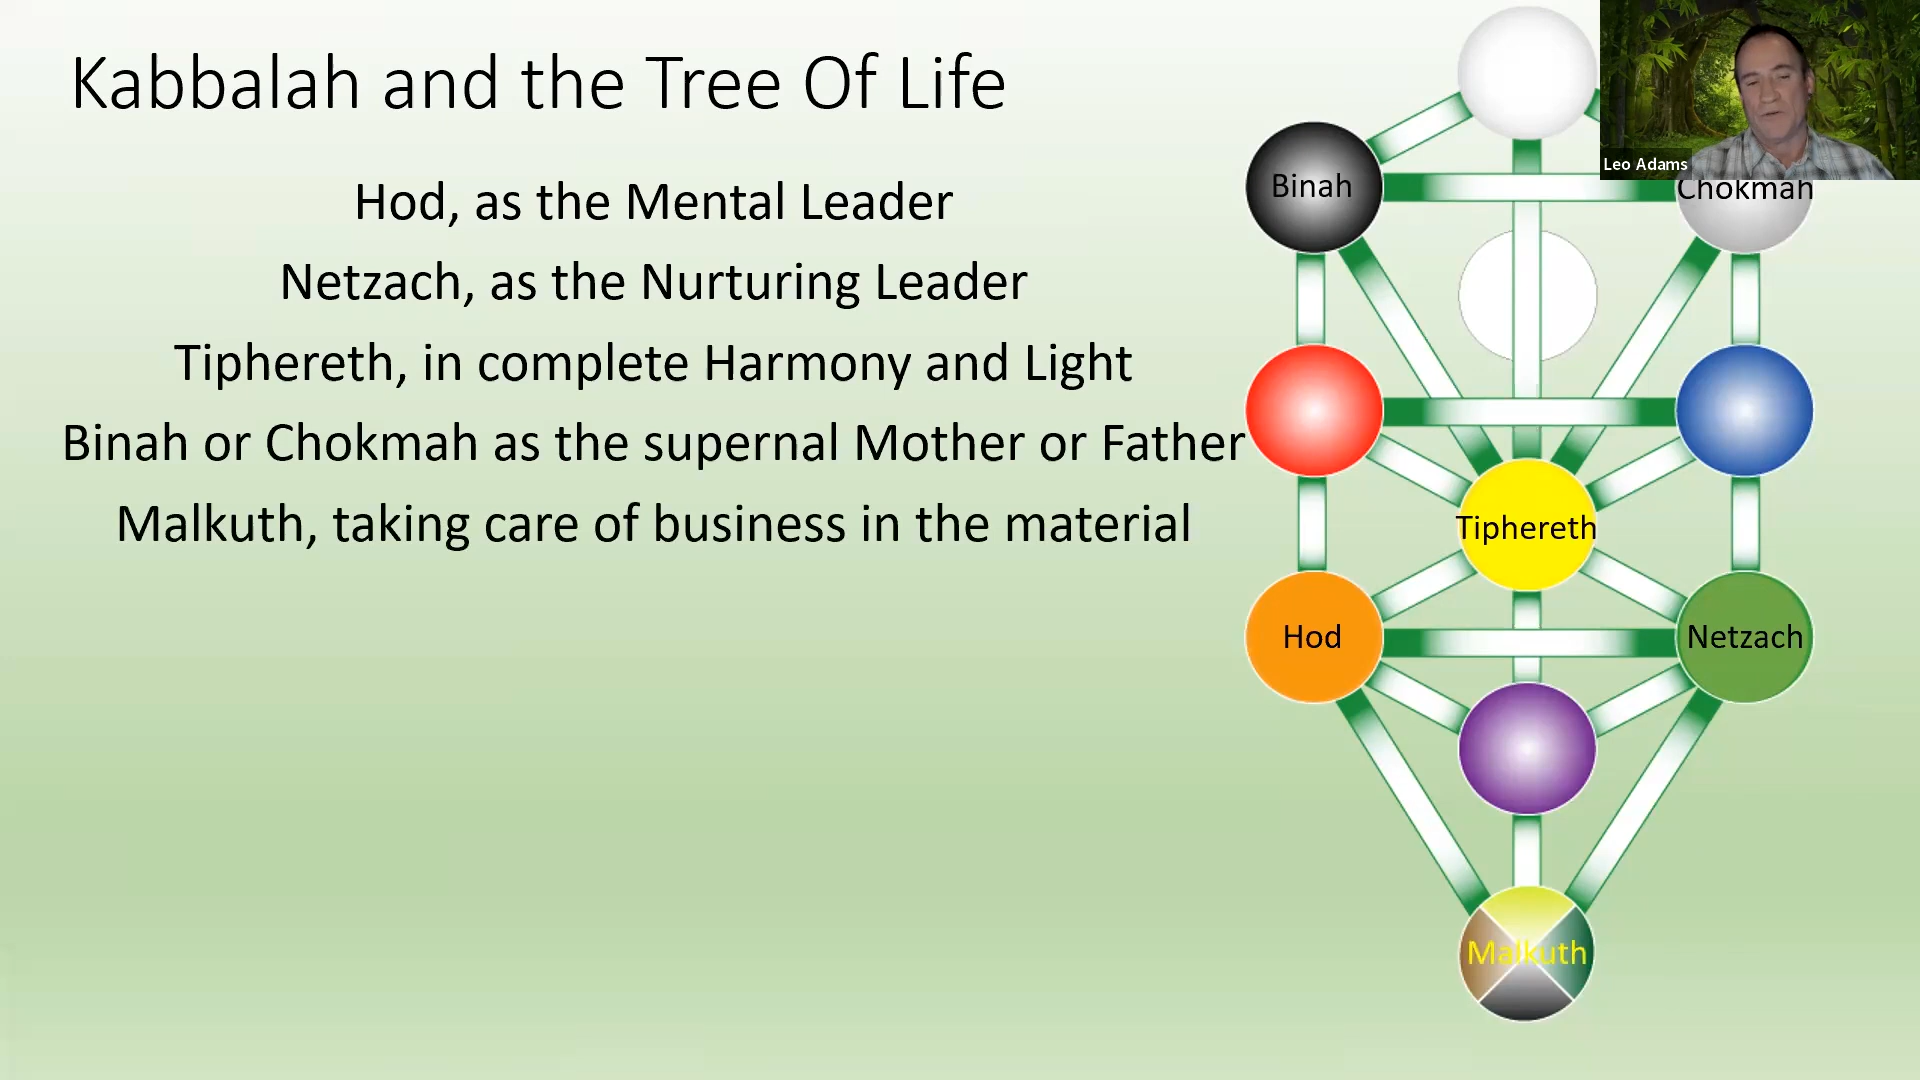 Kabbalah and the Tree Of Life
Hod, as the Mental Leader
Netzach, as the Nurturing Leader
Tiphereth, in complete Harmony and Light
Binah or Chokmah as the supernal Mother or Father
Malkuth, taking care of business in the material
Leo Adams
Binah
Chokmah
Tiphereth
Hod
Netzach
Malkuth